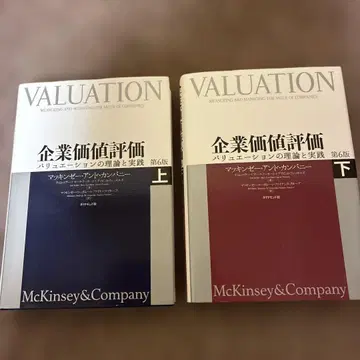 VALUATION
MEASURING AND MANAGING THE VALUE OF COMPANIES
企業価値評価
バリュエーションの理論と実践 第6版
上
マッキンゼー・アンド・カンパニー
ダイヤモンド社
McKinsey&Company
VALUATION
MEASURING AND MANAGING THE VALUE OF COMPANIES
企業価値評価
バリュエーションの理論と実践 第6版
下
マッキンゼー・アンド・カンパニー
ダイヤモンド社
McKinsey&Company